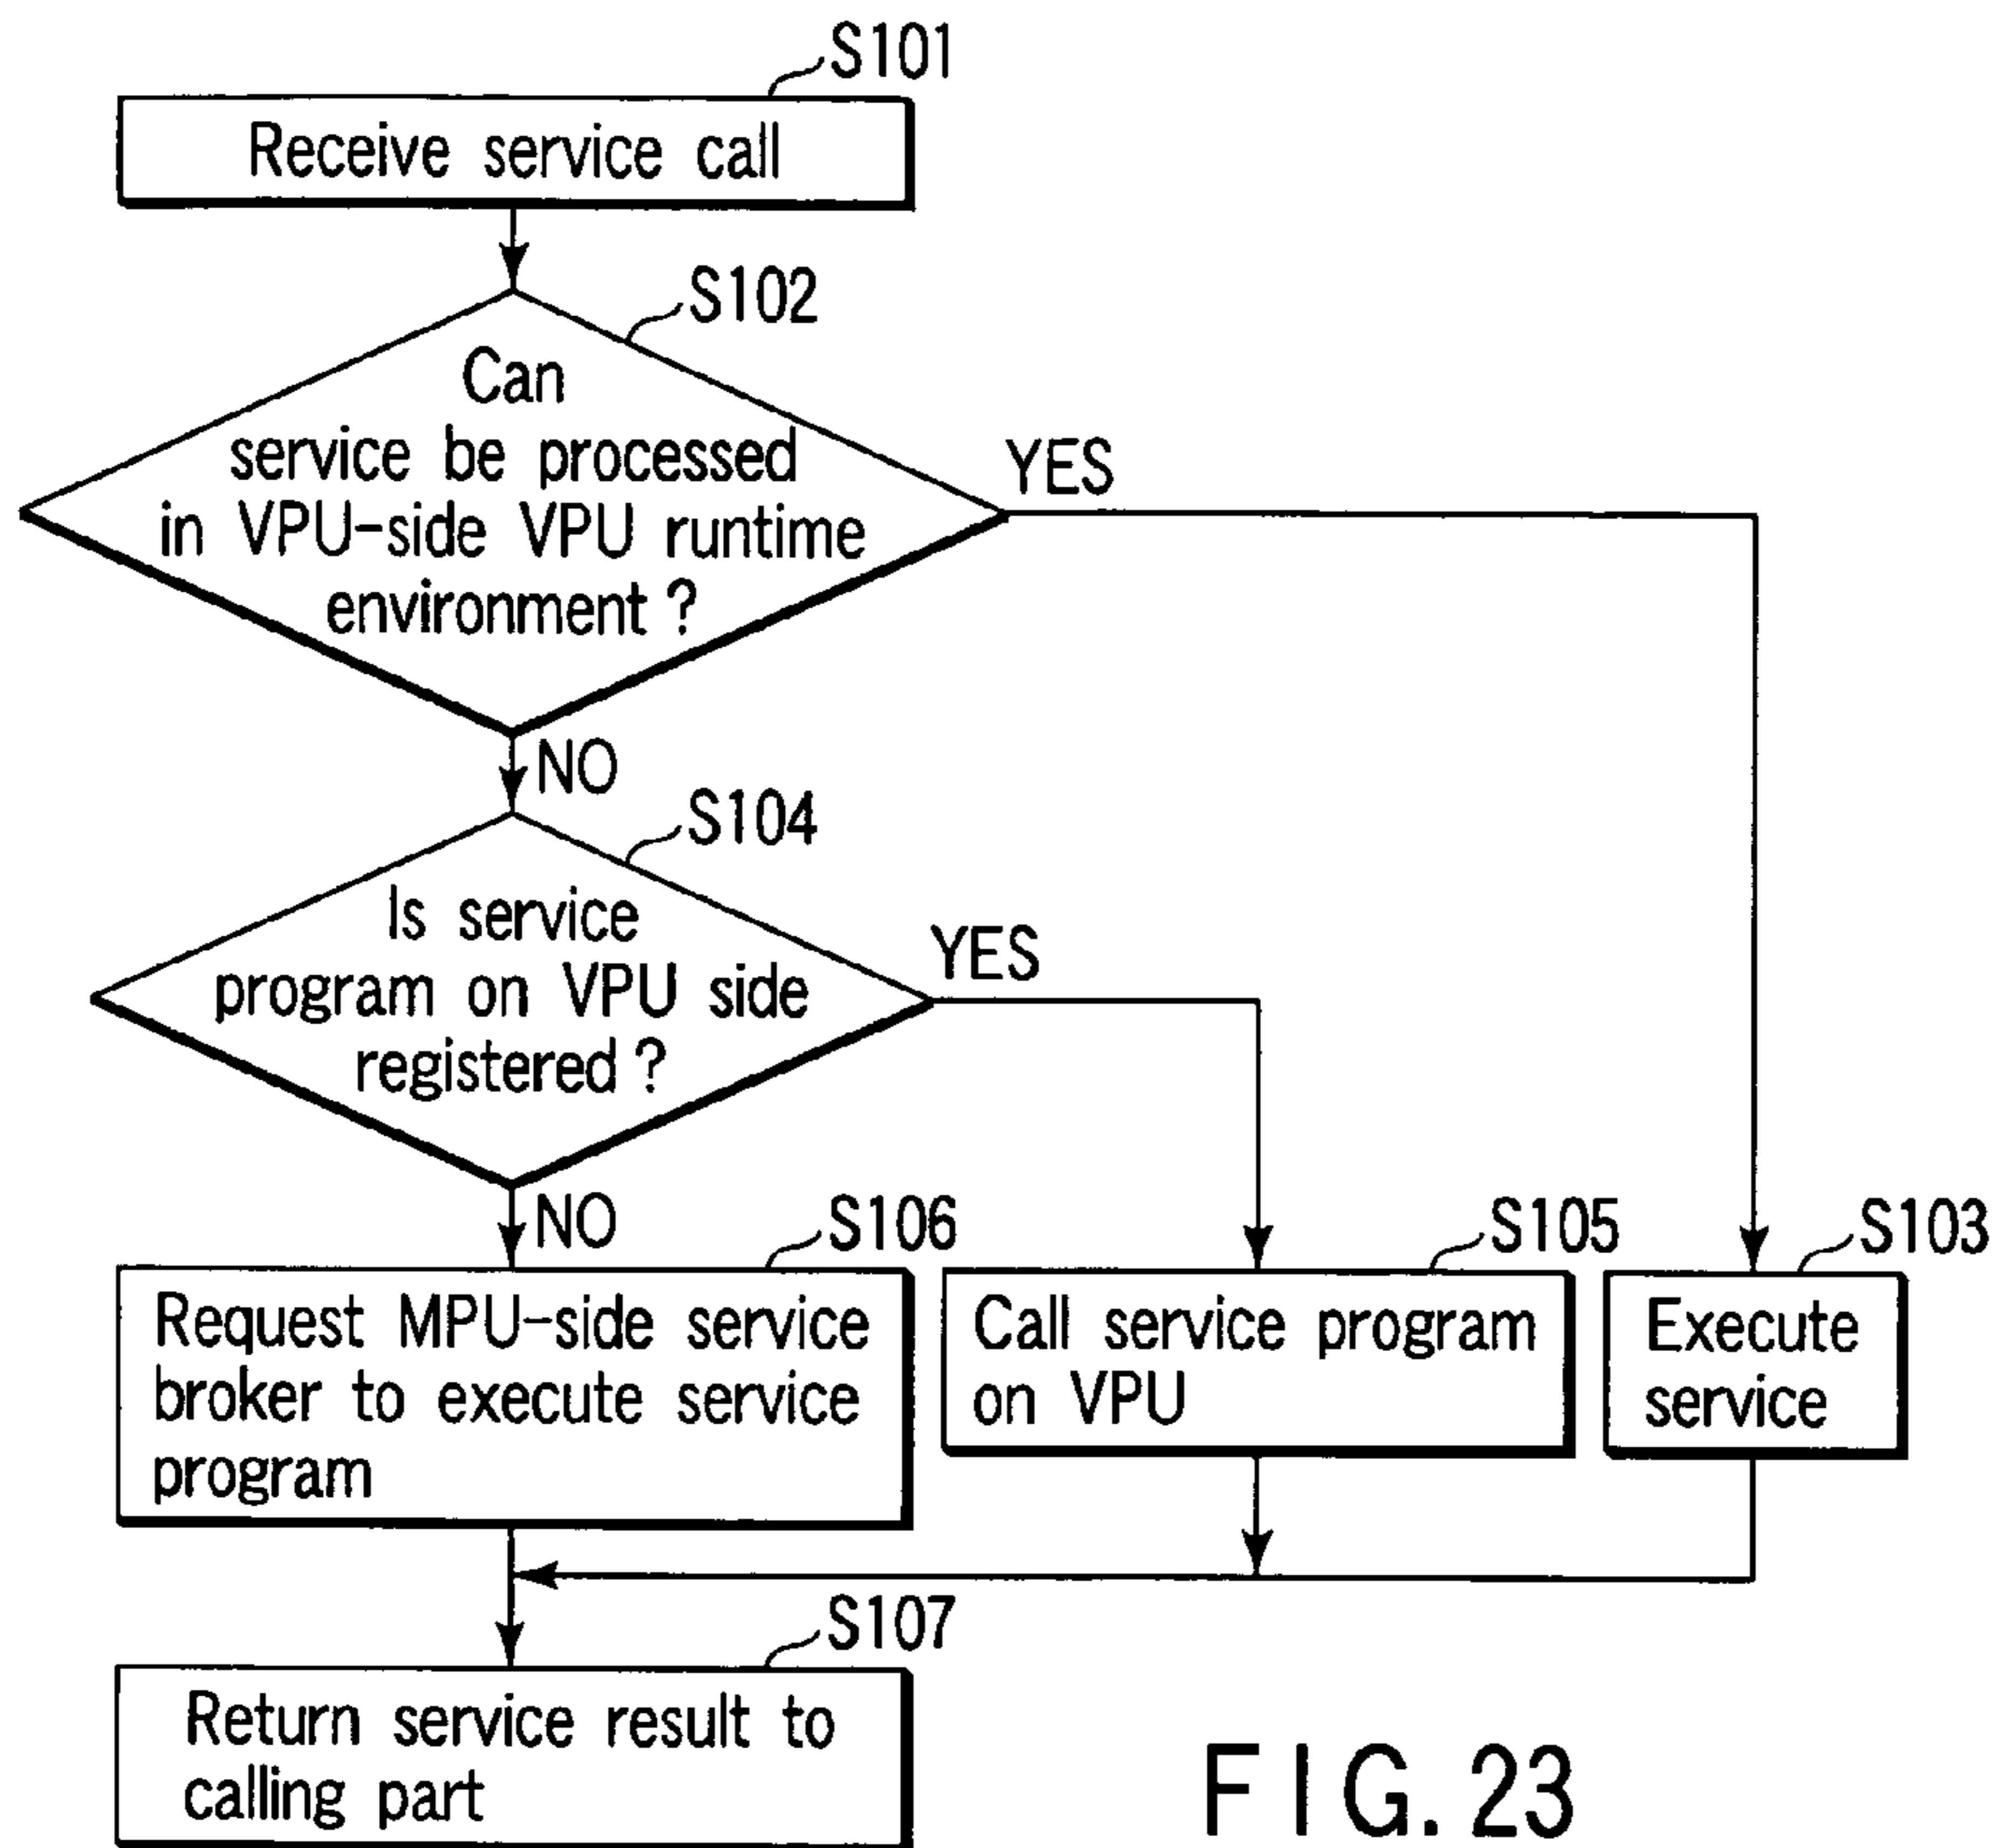 S101
Receive service call
S102
Can
service be processed
in VPU-side VPU runtime
environment ?
YES
NO
S104
Is service
program on VPU side
registered ?
YES
NO
S106
Request MPU-side service
broker to execute service
program
S105
Call service program
on VPU
S103
Execute
service
S107
Return service result to
calling part
FIG. 23